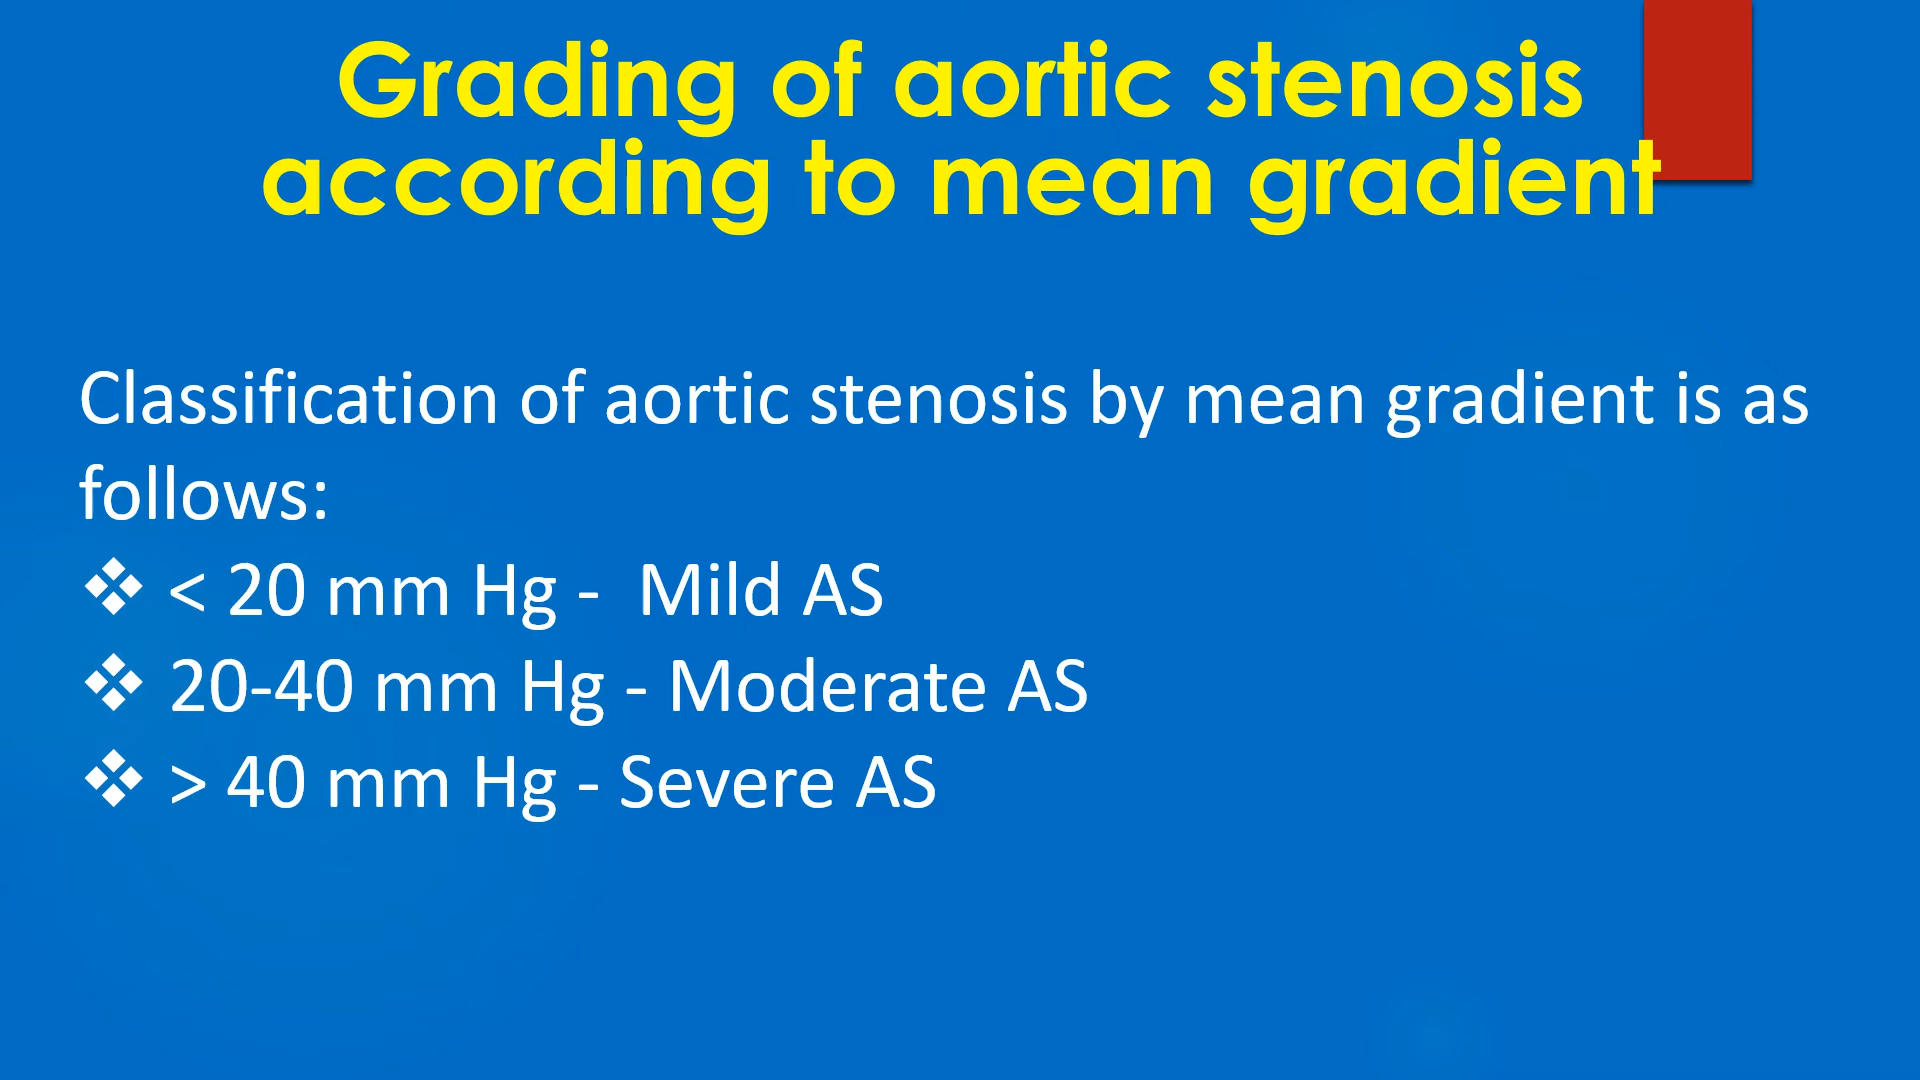 Grading of aortic stenosis
according to mean gradient
Classification of aortic stenosis by mean gradient is as
follows:
❖ < 20 mm Hg -  Mild AS
❖ 20-40 mm Hg - Moderate AS
❖ > 40 mm Hg - Severe AS